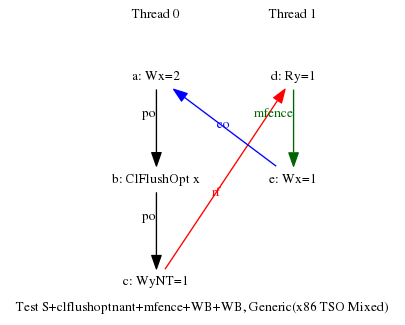 Thread 0 Thread 1
a: Wx=2 d: Ry=1
po mfence
co
b: ClFlushOpt x e: Wx=1
rf
po
c: WyNT=1
Test S+clflushoptnant+mfence+WB+WB, Generic(x86 TSO Mixed)